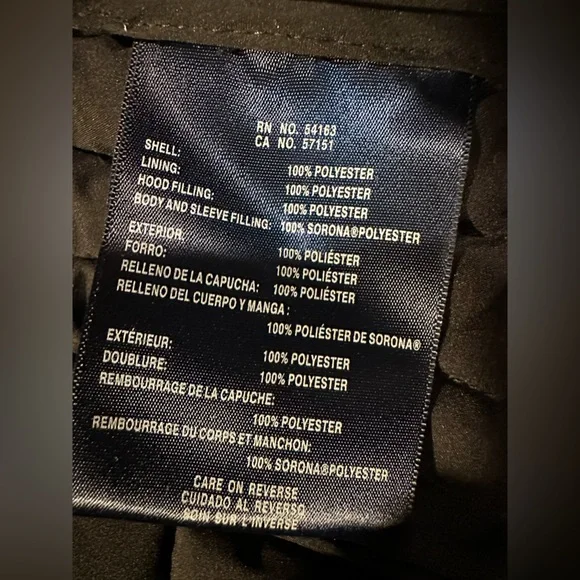 RN NO. 54163
CA NO. 57151
SHELL: 100% POLYESTER
LINING: 100% POLYESTER
HOOD FILLING: 100% POLYESTER
BODY AND SLEEVE FILLING: 100% SORONA®POLYESTER
EXTERIOR: 100% POLIÉSTER
FORRO: 100% POLIÉSTER
RELLENO DE LA CAPUCHA: 100% POLIÉSTER
RELLENO DEL CUERPO Y MANGA :
100% POLIÉSTER DE SORONA®
EXTÉRIEUR: 100% POLYESTER
DOUBLURE: 100% POLYESTER
REMBOURRAGE DE LA CAPUCHE:
100% POLYESTER
REMBOURRAGE DU CORPS ET MANCHON:
100% SORONA®POLYESTER
CARE ON REVERSE
CUIDADO AL REVERSO
SOIN SUR L'INVERSE